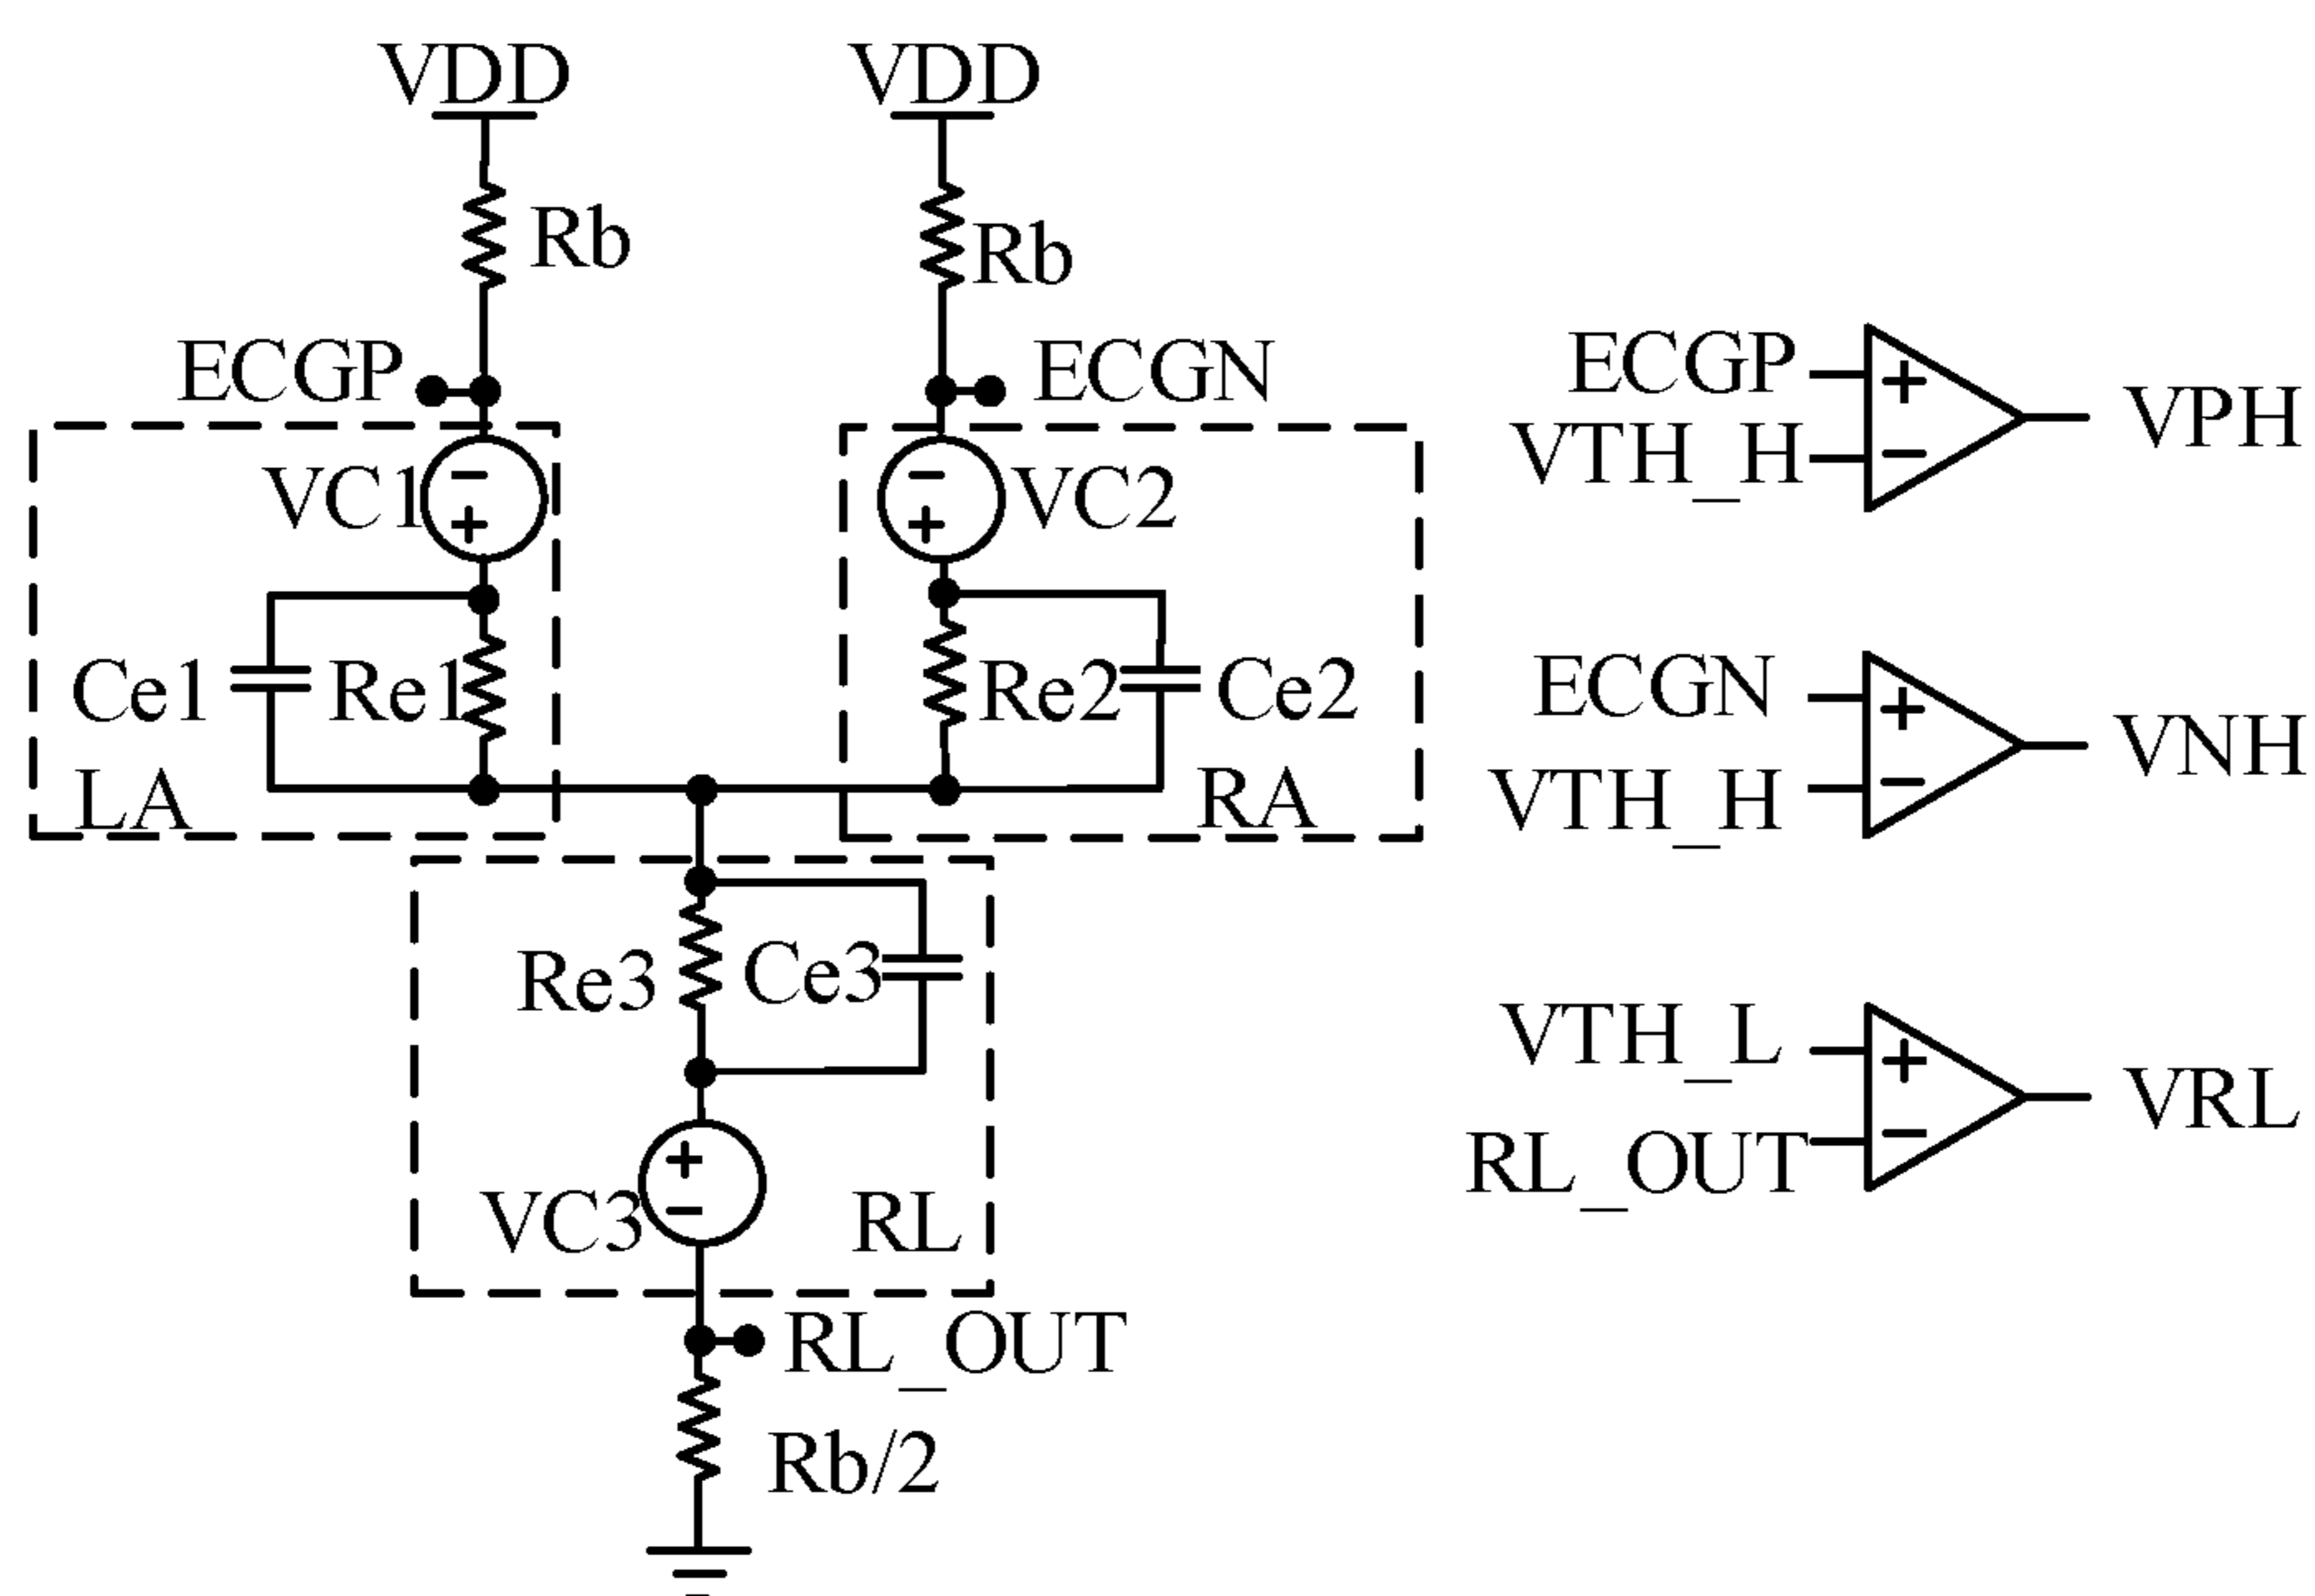 VDD
VDD
Rb
Rb
ECGP
ECGN
VC1
VC2
Ce1
Re1
Re2
Ce2
LA
RA
Re3
Ce3
VC3
RL
RL_OUT
Rb/2
ECGP
VTH_H
VPH
ECGN
VTH_H
VNH
VTH_L
RL_OUT
VRL